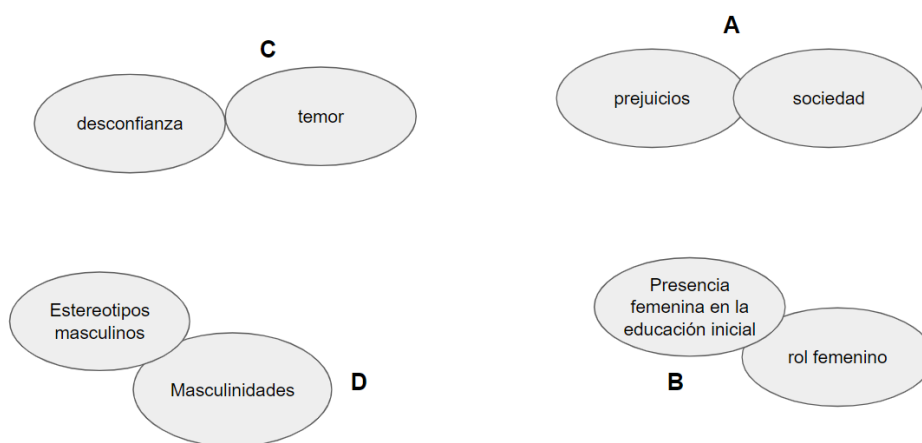 C
A
desconfianza
temor
prejuicios
sociedad
Estereotipos
masculinos
Masculinidades
D
Presencia
femenina en la
educación inicial
rol femenino
B